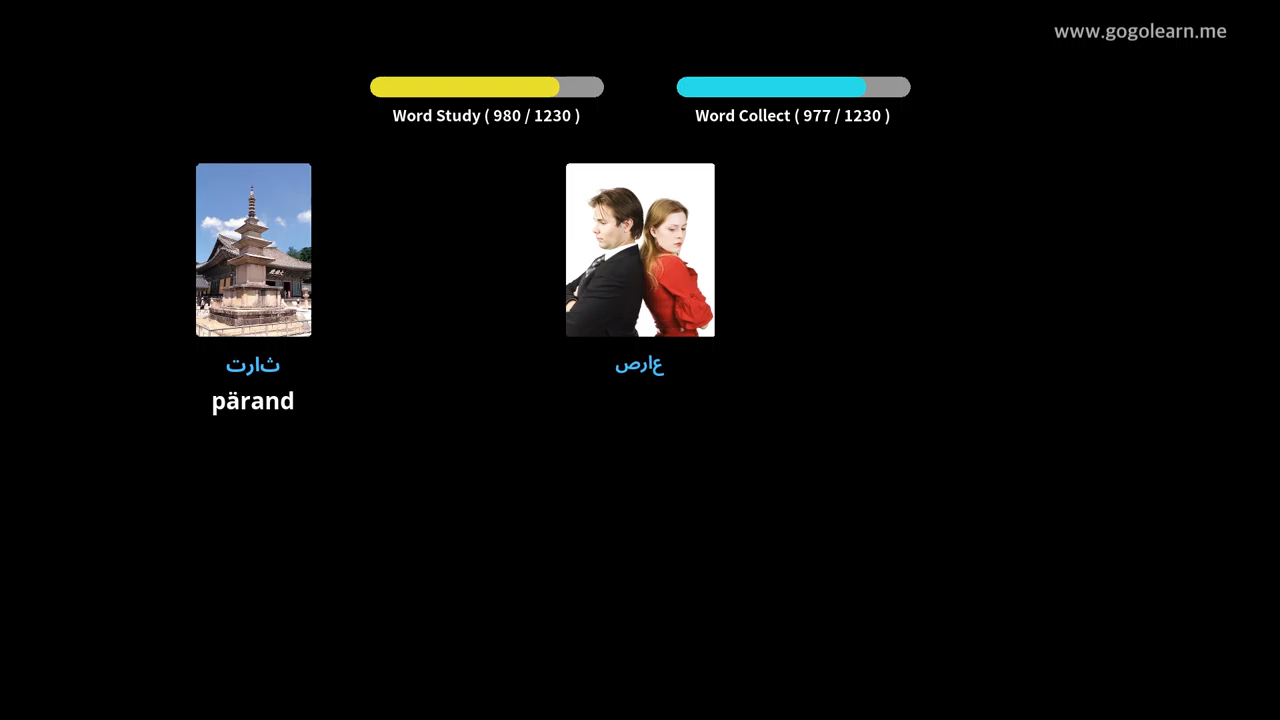 www.gogolearn.me
Word Study ( 980 / 1230 )
Word Collect ( 977 / 1230 )
ثارت
pärand
عارص